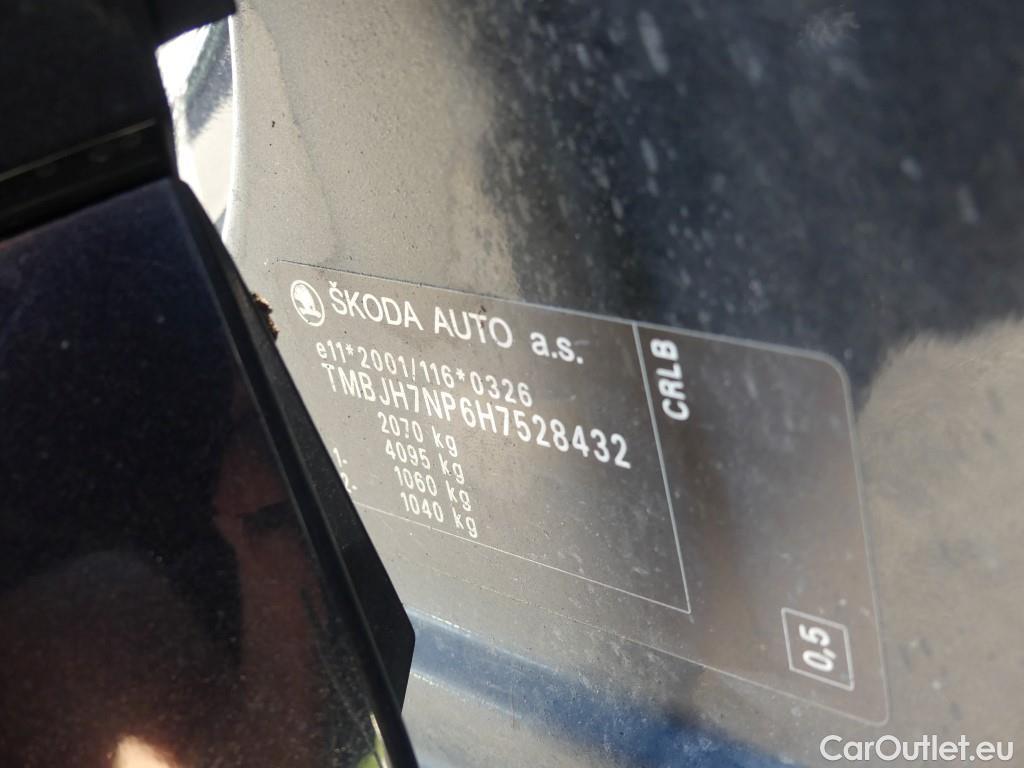 ŠKODA AUTO a.s.
e11*2001/116*0326
TMBJH7NP6H7528432
2070 kg
4095 kg
1- 1060 kg
2- 1040 kg
CRLB
0,5
CarOutlet.eu